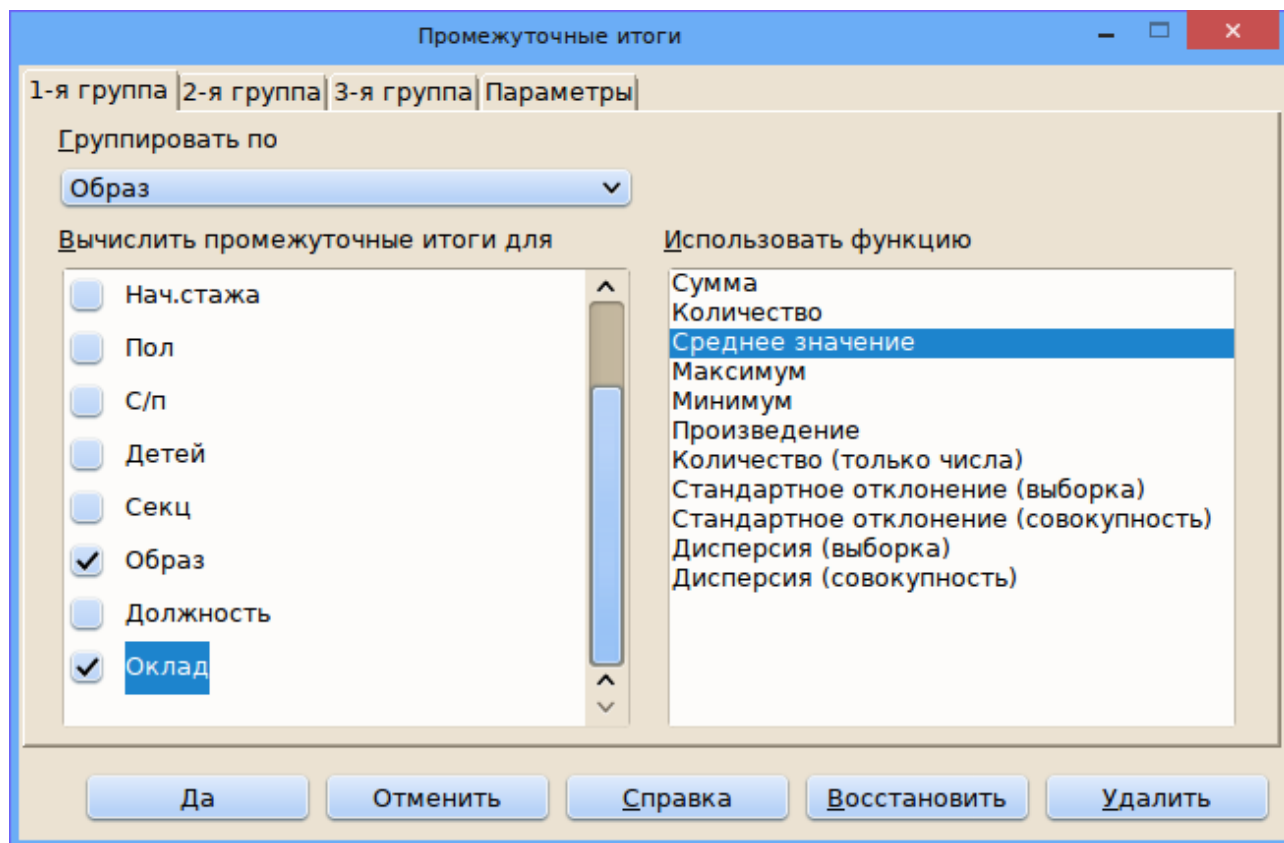 Промежуточные итоги
1-я группа 2-я группа 3-я группа Параметры
Группировать по
Образ
Вычислить промежуточные итоги для
Использовать функцию
Нач.стажа
Пол
С/п
Детей
Секц
Образ
Должность
Оклад
Сумма
Количество
Среднее значение
Максимум
Минимум
Произведение
Количество (только числа)
Стандартное отклонение (выборка)
Стандартное отклонение (совокупность)
Дисперсия (выборка)
Дисперсия (совокупность)
Да Отменить Справка Восстановить Удалить